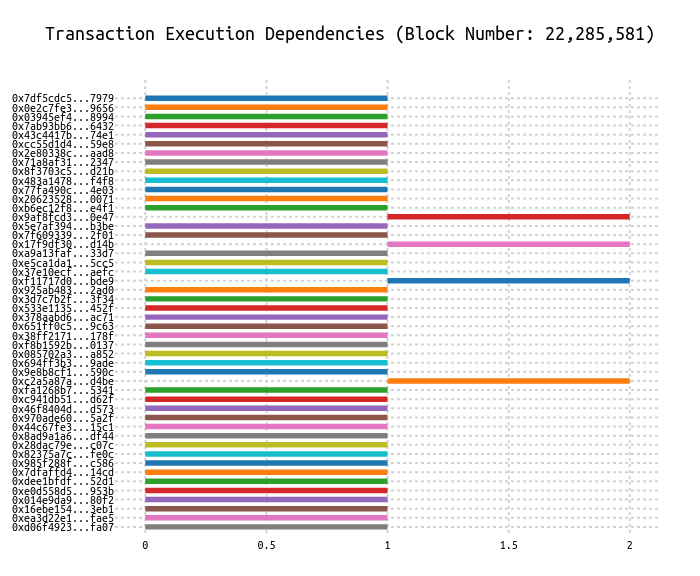 Transaction Execution Dependencies (Block Number: 22,285,581)
0x7df5cdc5...7979
0x0e2c7fe3...9656
0x03945ef4...8994
0x7ab93bb6...6432
0x43c4417b...74e1
0xcc55d1d4...59e8
0x2e80338c...aad8
0x71a8af31...2347
0x8f3703c5...d21b
0x483a1478...f4f8
0x77fa490c...4e03
0x20623528...0071
0xb6ec12f8...e4f1
0x9af8fcd3...0e47
0x5e7af394...b3be
0x7f609339...2f01
0x17f9df30...d14b
0xa9a13faf...33d7
0xe5ca1da1...5cc5
0x37e10ecf...aefc
0xf11717d0...bde9
0x925ab483...2ad0
0x3d7c7b2f...3f34
0x533e1135...452f
0x378aabd6...ac71
0x651ff0c5...9c63
0x38ff2171...178f
0xf8b1592b...0137
0x085702a3...a852
0x694ff3b3...9ade
0x9e8b8cf1...590c
0xc2a5a87a...d4be
0xfa1268b7...5341
0xc941db51...d62f
0x46f8404d...d573
0x970ade60...5a2f
0x44c67fe3...15c1
0x8ad9a1a6...df44
0x28dac79e...c07c
0x82375a7c...fe0c
0x985f288f...c586
0x7dfaffd4...14cd
0xdee1bfdf...52d1
0xe0d558d5...953b
0x014e9da9...80f2
0x16ebe154...3eb1
0xea3d22e1...fae5
0xd06f4923...fa07
0 0.5 1 1.5 2